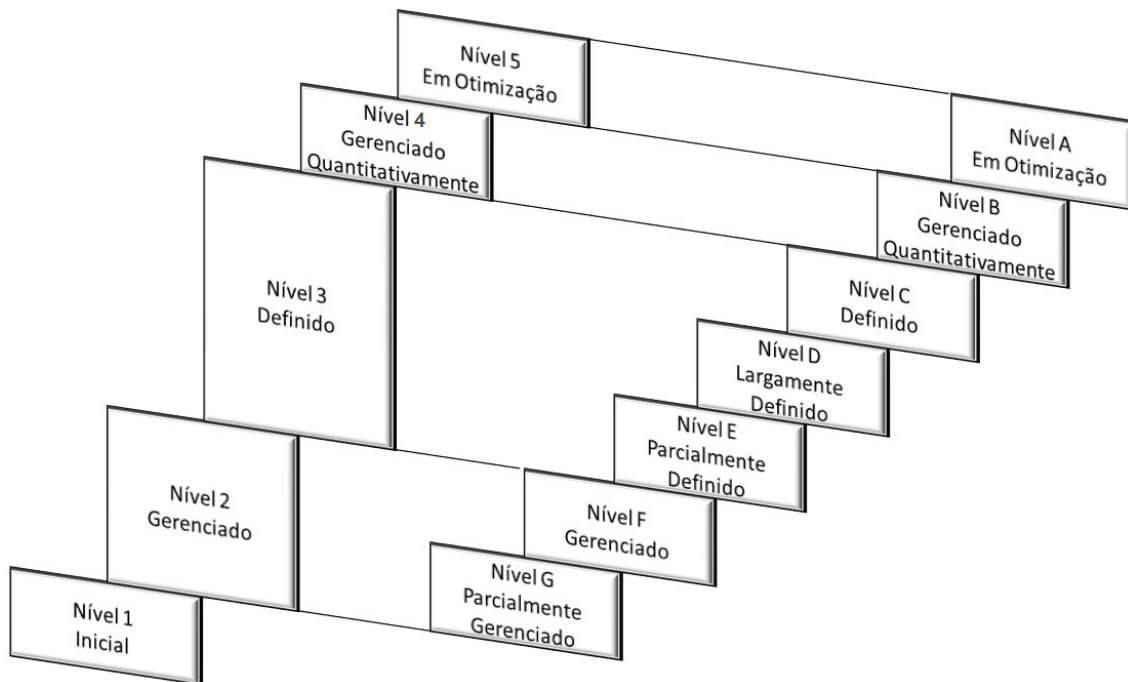 Nível 5
Em Otimização
Nível 4
Gerenciado
Quantitativamente
Nível 3
Definido
Nível 2
Gerenciado
Nível 1
Inicial
Nível A
Em Otimização
Nível B
Gerenciado
Quantitativamente
Nível C
Definido
Nível D
Largamente
Definido
Nível E
Parcialmente
Definido
Nível F
Gerenciado
Nível G
Parcialmente
Gerenciado